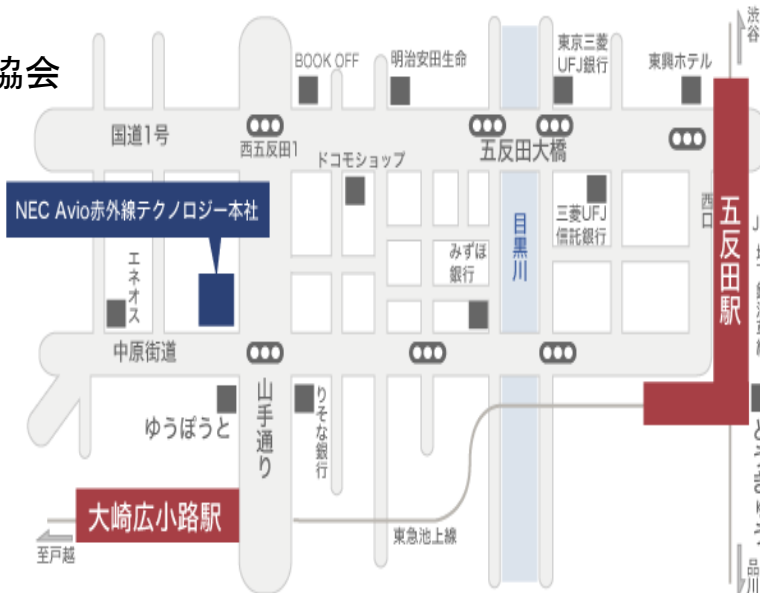 協会
渋谷
BOOK OFF
明治安田生命
東京三菱
UFJ銀行
東興ホテル
国道1号
西五反田1
ドコモショップ
五反田大橋
NEC Avio赤外線テクノロジー本社
目黒川
三菱UFJ
信託銀行
西口
五反田駅
みずほ
銀行
エネオス
中原街道
ゆうぽうと
山手通り
りそな銀行
大崎広小路駅
東急池上線
至戸越
品川